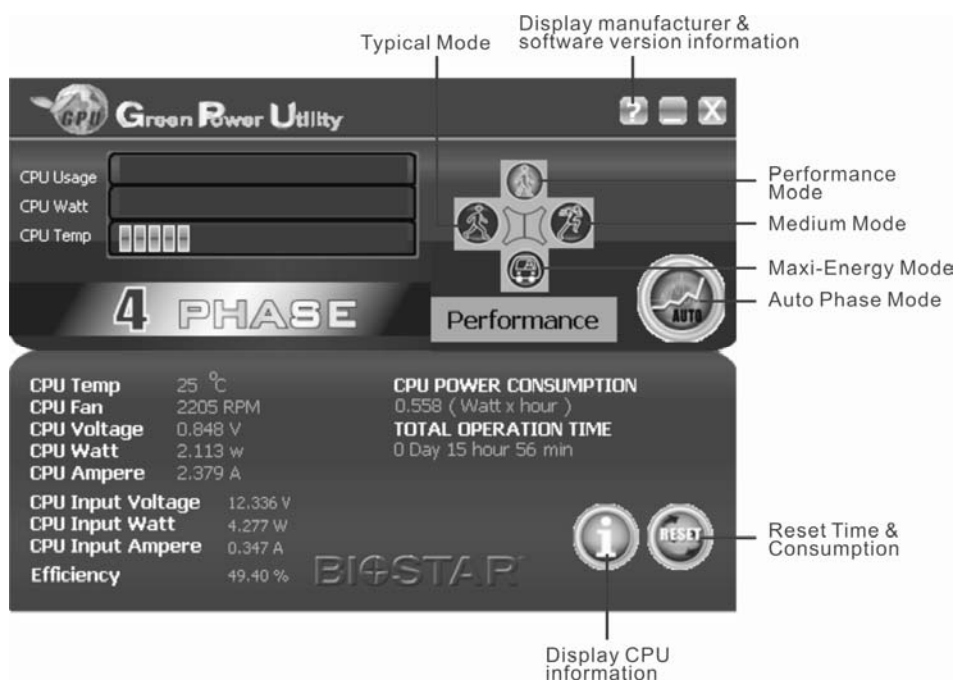 Display manufacturer &
software version information
Typical Mode
GPU
Green Power Utility
?
X
CPU Usage
CPU Watt
CPU Temp
Performance
Mode
Medium Mode
Maxi-Energy Mode
Auto Phase Mode
AUTO
4 PHASE
Performance
CPU Temp 25 °C
CPU Fan 2205 RPM
CPU Voltage 0.848 V
CPU Watt 2.113 w
CPU Ampere 2.379 A
CPU Input Voltage 12.336 V
CPU Input Watt 4.277 W
CPU Input Ampere 0.347 A
Efficiency 49.40 %
CPU POWER CONSUMPTION
0.558 ( Watt x hour )
TOTAL OPERATION TIME
0 Day 15 hour 56 min
i
RESET
BIOSTAR
Reset Time &
Consumption
Display CPU
information